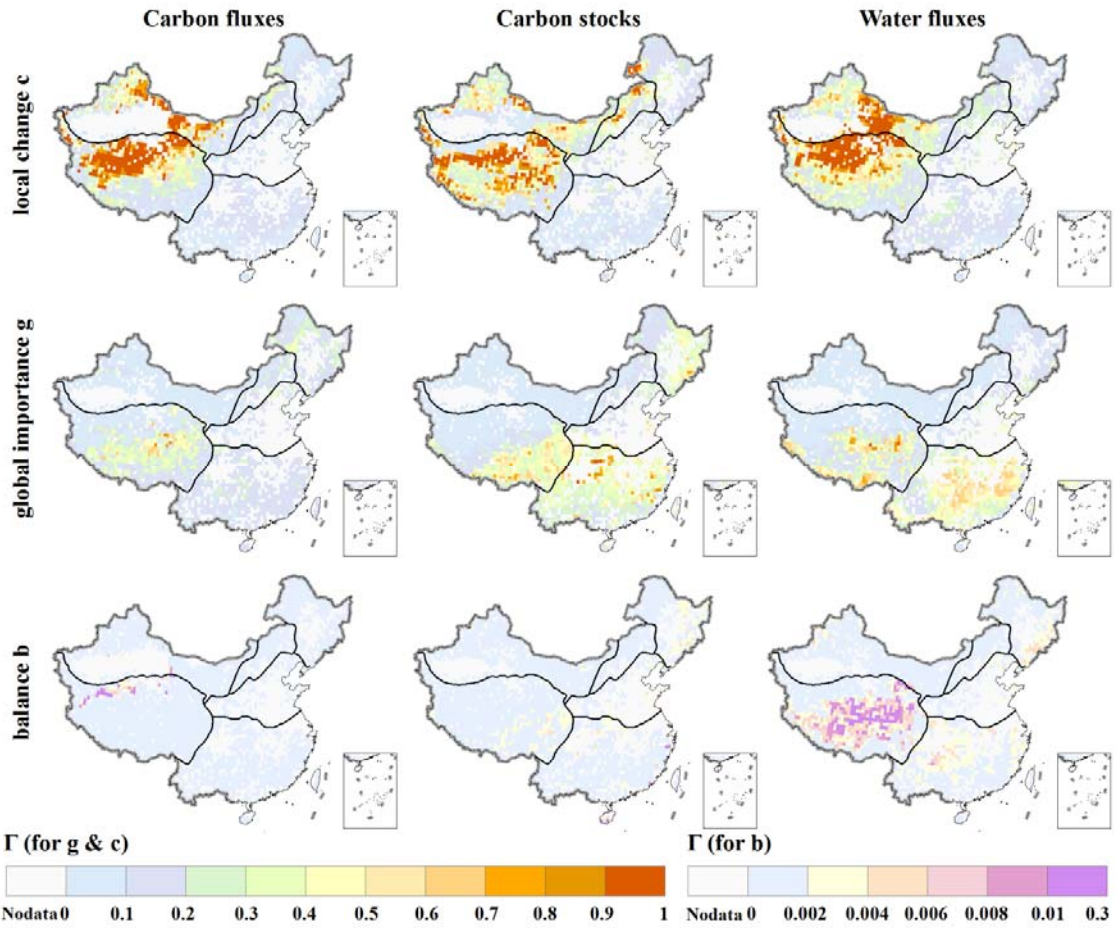 Carbon fluxes Carbon stocks Water fluxes
local change c
global importance g
balance b
Γ (for g & c) Γ (for b)
Nodata 0 0.1 0.2 0.3 0.4 0.5 0.6 0.7 0.8 0.9 1 Nodata 0 0.002 0.004 0.006 0.008 0.01 0.3